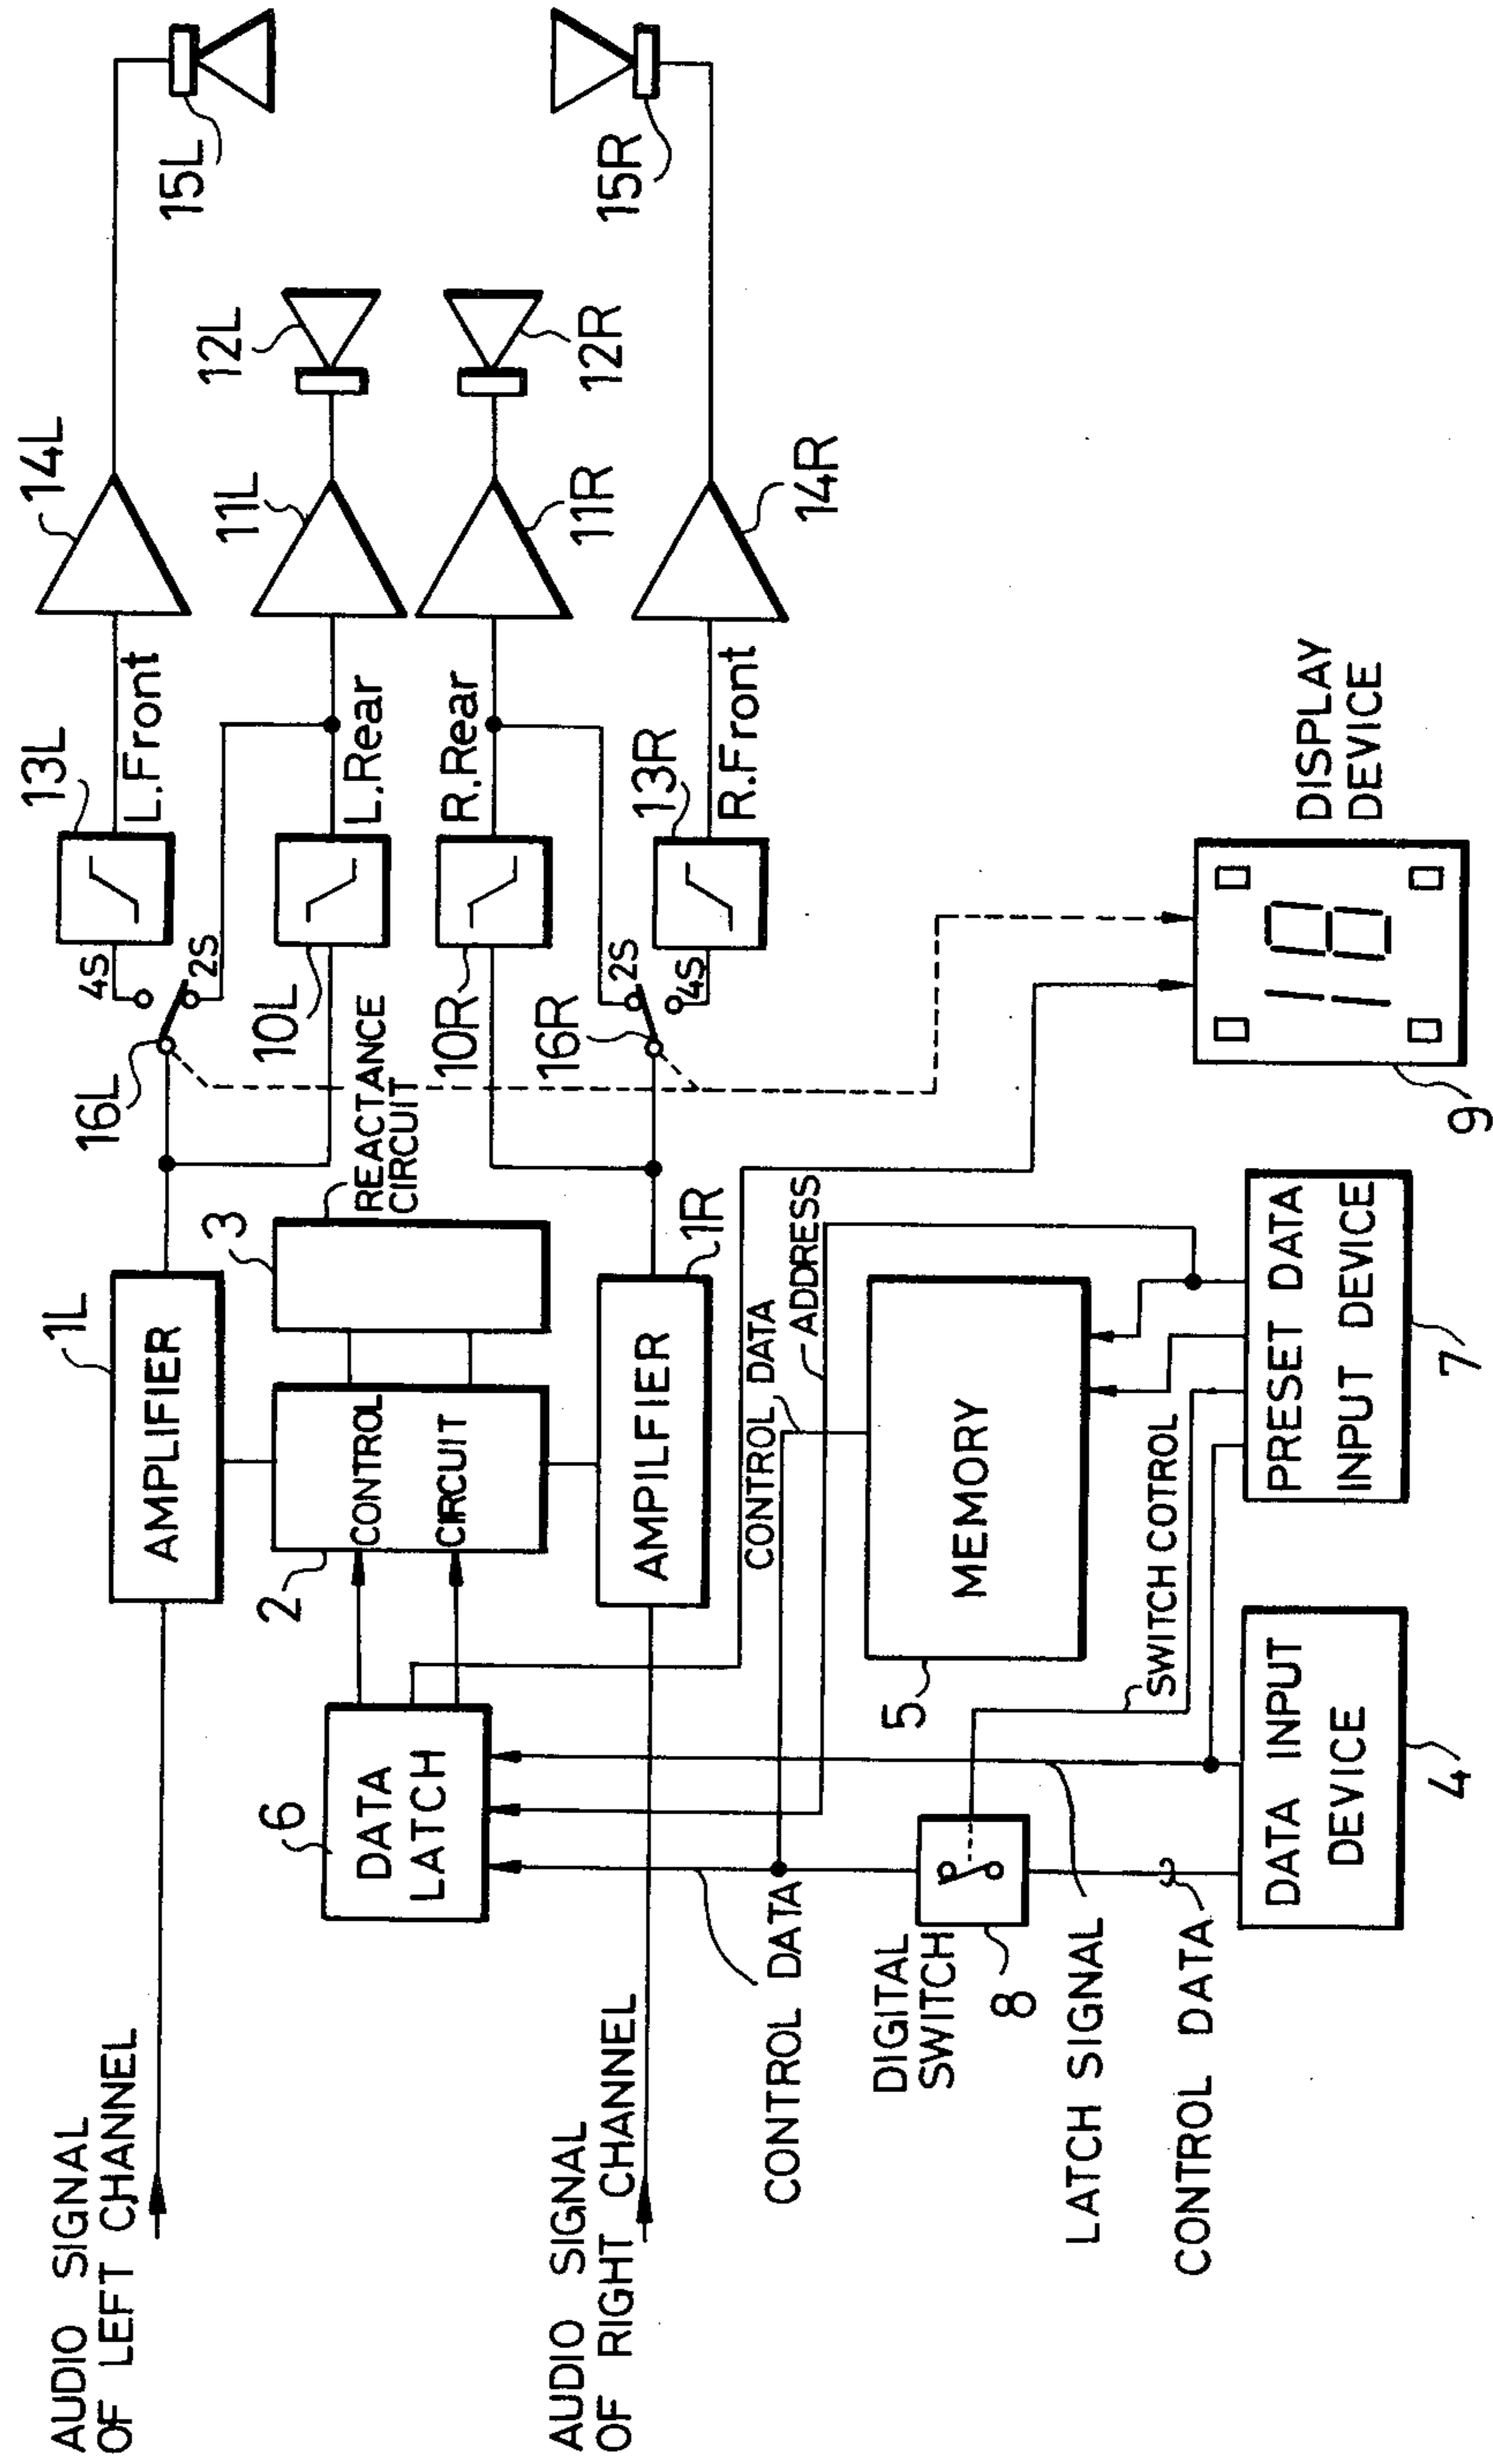 AUDIO SIGNAL
OF LEFT CHANNEL
1L
AMPLIFIER
16L
4S
2S
13L
L.Front
14L
15L
10L
L.Rear
11L
12L
3
REACTANCE
CIRCUIT
2
CONTROL
CIRCUIT
6
DATA
LATCH
10R
R.Rear
11R
12R
16R
2S
4S
13R
R.Front
14R
15R
AUDIO SIGNAL
OF RIGHT CHANNEL
AMPILFIER
1R
CONTROL DATA
CONTROL DATA
ADDRESS
DIGITAL
SWITCH
8
5
MEMORY
LATCH SIGNAL
SWITCH COTROL
CONTROL DATA
DATA INPUT
DEVICE
4
PRESET DATA
INPUT DEVICE
7
DISPLAY
DEVICE
18
9